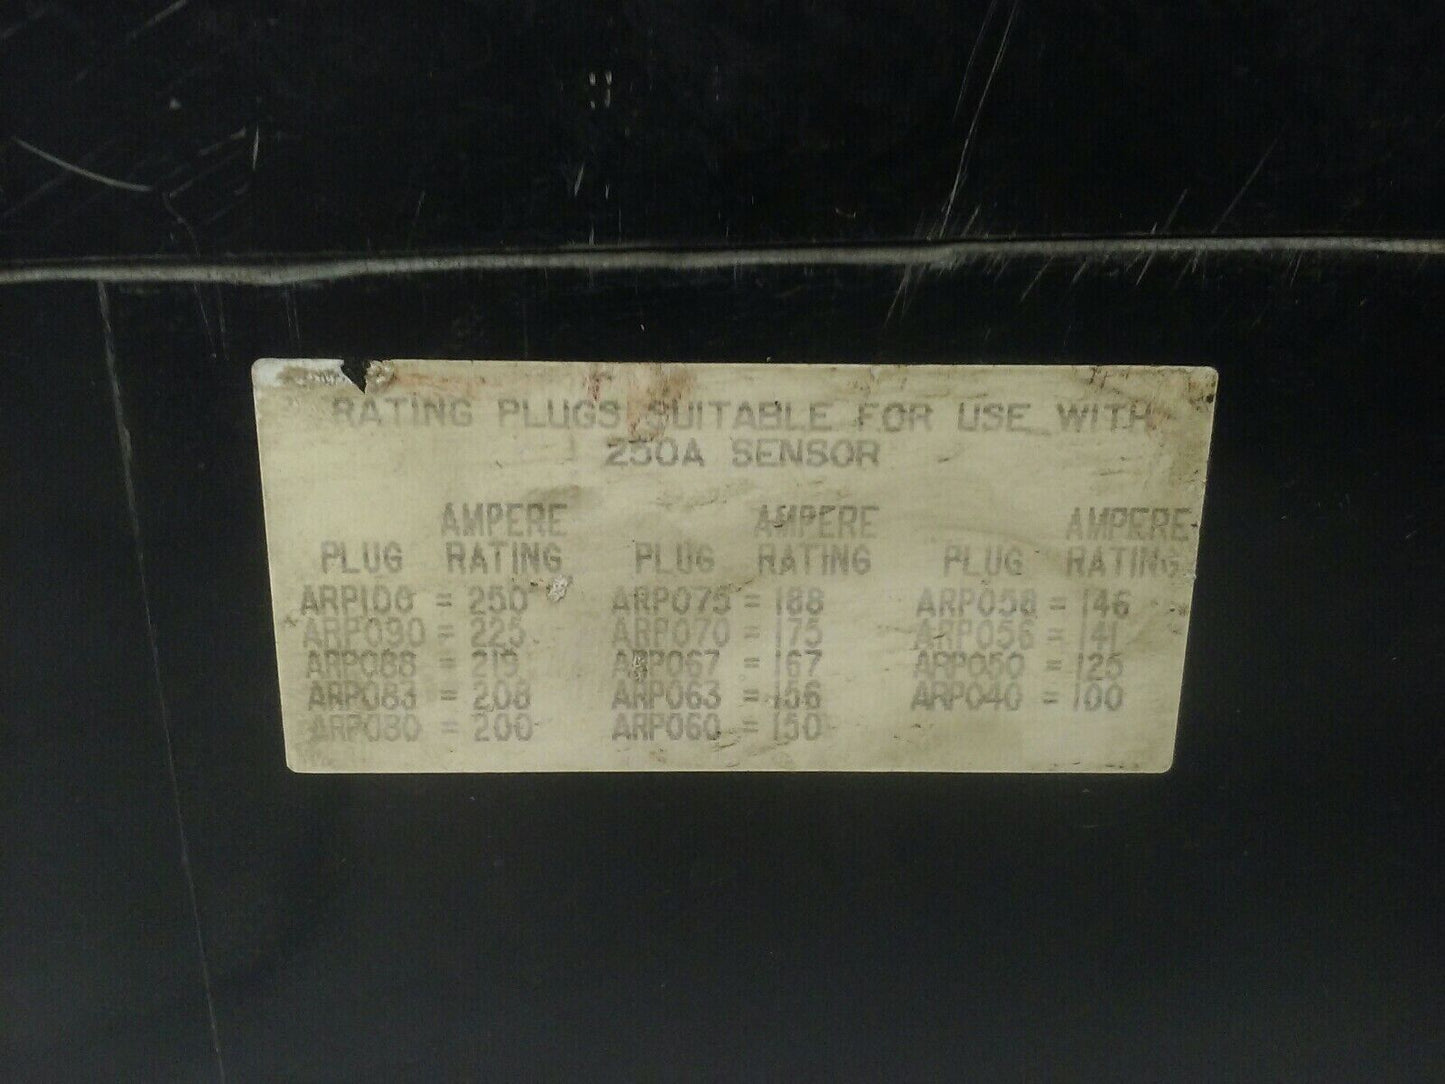 RATING PLUGS SUITABLE FOR USE WITH
250A SENSOR
AMPERE AMPERE AMPERE
PLUG RATING PLUG RATING PLUG RATING
ARP100 = 250 ARP075 = 188 ARP058 = 146
ARP090 = 225 ARP070 = 175 ARP056 = 141
ARP088 = 219 ARP067 = 167 ARP050 = 125
ARP083 = 208 ARP063 = 156 ARP040 = 100
ARP080 = 200 ARP060 = 150